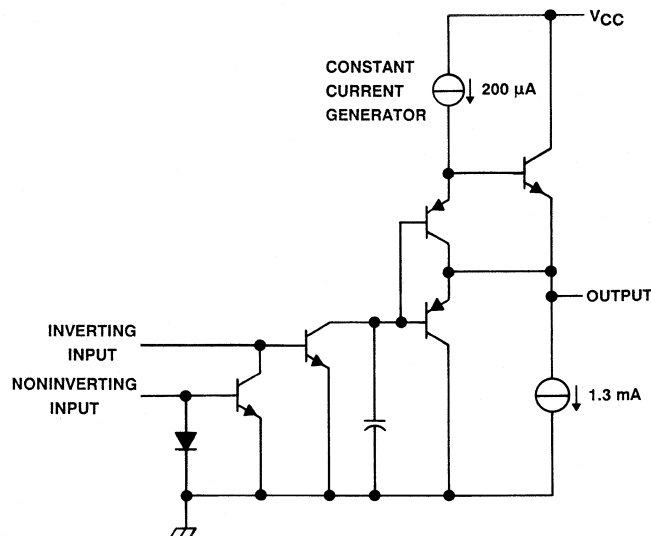 VCC
CONSTANT
CURRENT
GENERATOR
200 μA
OUTPUT
INVERTING
INPUT
NONINVERTING
INPUT
1.3 mA